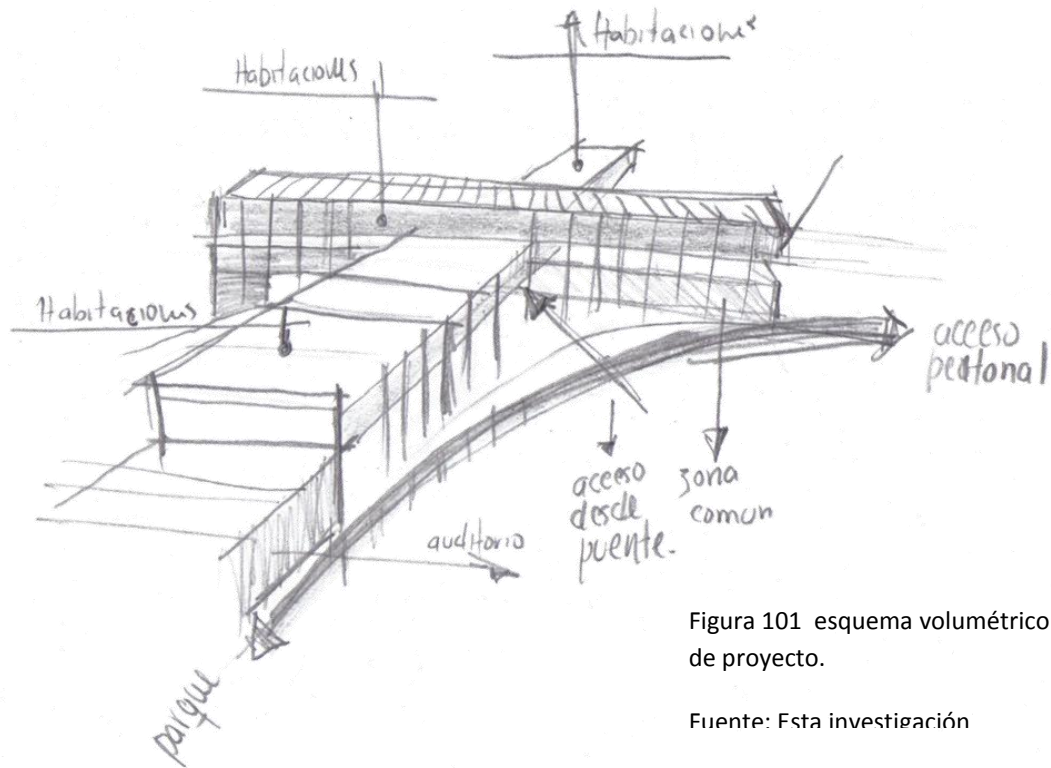 Habitaciones
Habitaciones
Habitaciones
acceso
peatonal
acceso
desde
puente.
zona
comun
auditorio
parque
Figura 101 esquema volumétrico
de proyecto.
Fuente: Esta investigación